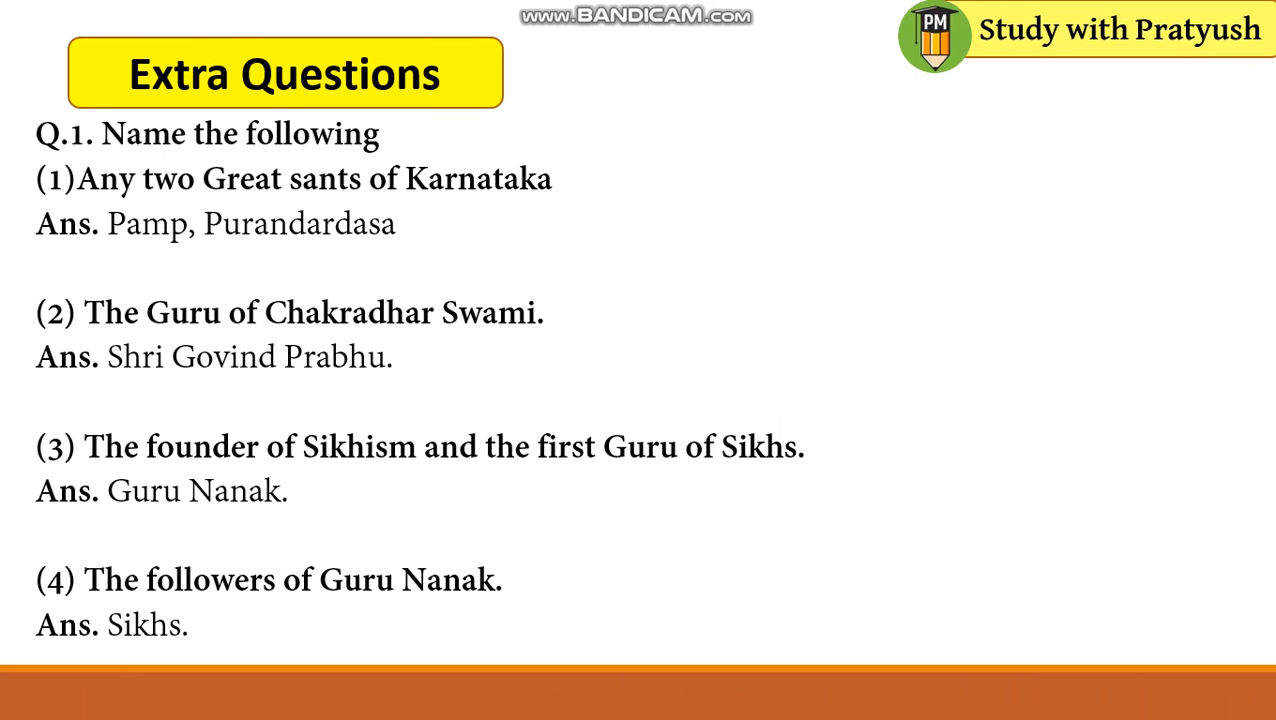 www.BANDICAM.com
PM
Study with Pratyush
Extra Questions
Q.1. Name the following
(1)Any two Great sants of Karnataka
Ans. Pamp, Purandardasa
(2) The Guru of Chakradhar Swami.
Ans. Shri Govind Prabhu.
(3) The founder of Sikhism and the first Guru of Sikhs.
Ans. Guru Nanak.
(4) The followers of Guru Nanak.
Ans. Sikhs.